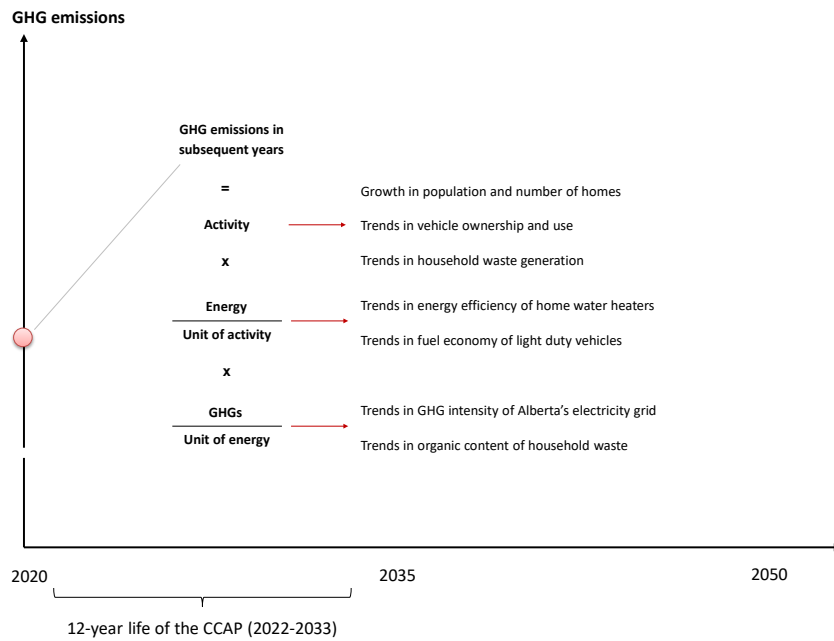 GHG emissions
GHG emissions in
subsequent years
=
Growth in population and number of homes
Activity
Trends in vehicle ownership and use
x
Trends in household waste generation
Energy
Trends in energy efficiency of home water heaters
Unit of activity
Trends in fuel economy of light duty vehicles
x
GHGs
Trends in GHG intensity of Alberta's electricity grid
Unit of energy
Trends in organic content of household waste
2020
2035
2050
12-year life of the CCAP (2022-2033)